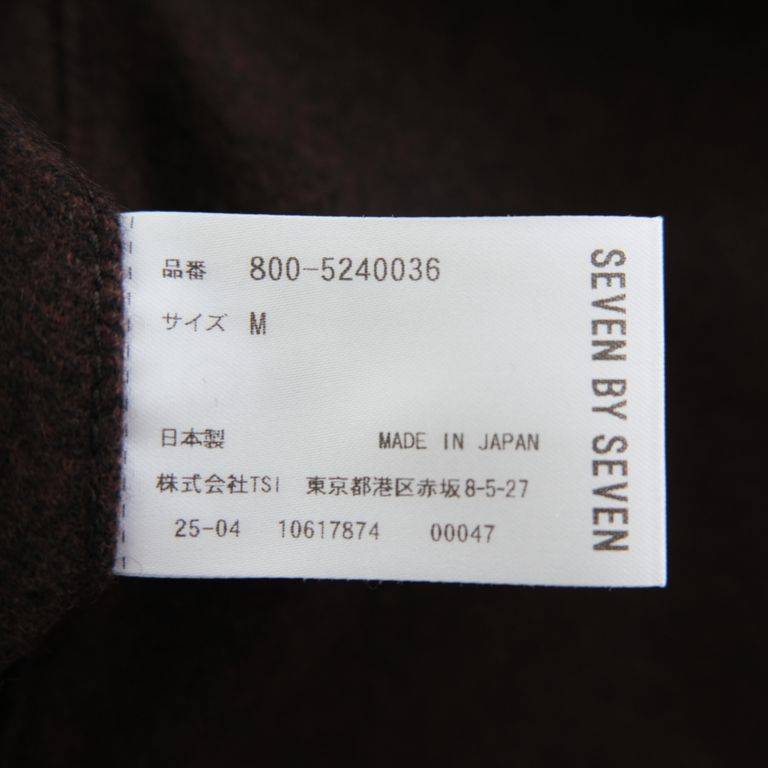 品番 800-5240036
サイズ M
日本製 MADE IN JAPAN
株式会社TSI 東京都港区赤坂8-5-27
25-04 10617874 00047
SEVEN BY SEVEN